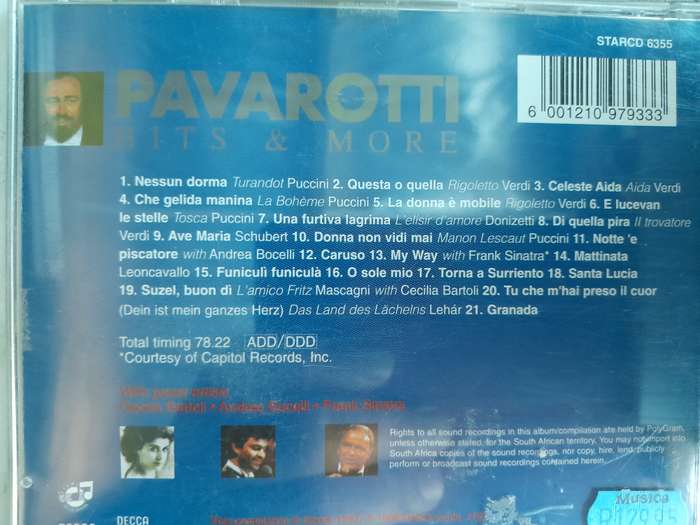 STARCD 6355
PAVAROTTI
HITS & MORE
6 001210 979333
1. Nessun dorma Turandot Puccini 2. Questa o quella Rigoletto Verdi 3. Celeste Aida Aida Verdi
4. Che gelida manina La Bohème Puccini 5. La donna è mobile Rigoletto Verdi 6. E lucevan
le stelle Tosca Puccini 7. Una furtiva lagrima L'elisir d'amore Donizetti 8. Di quella pira Il trovatore
Verdi 9. Ave Maria Schubert 10. Donna non vidi mai Manon Lescaut Puccini 11. Notte 'e
piscatore with Andrea Bocelli 12. Caruso 13. My Way with Frank Sinatra* 14. Mattinata
Leoncavallo 15. Funiculì funiculà 16. O sole mio 17. Torna a Surriento 18. Santa Lucia
19. Suzel, buon dì L'amico Fritz Mascagni with Cecilia Bartoli 20. Tu che m'hai preso il cuor
(Dein ist mein ganzes Herz) Das Land des Lächelns Lehár 21. Granada
Total timing 78.22 ADD/DDD
*Courtesy of Capitol Records, Inc.
Cecilia Bartoli • Andrea Bocelli • Frank Sinatra
Rights to all sound recordings in this album/compilation are held by PolyGram,
unless otherwise stated, for the South African territory. You may not import into
South Africa copies of the sound recordings, nor copy, hire, lend, publicly
perform or broadcast sound recordings contained herein.
Musica
DECCA